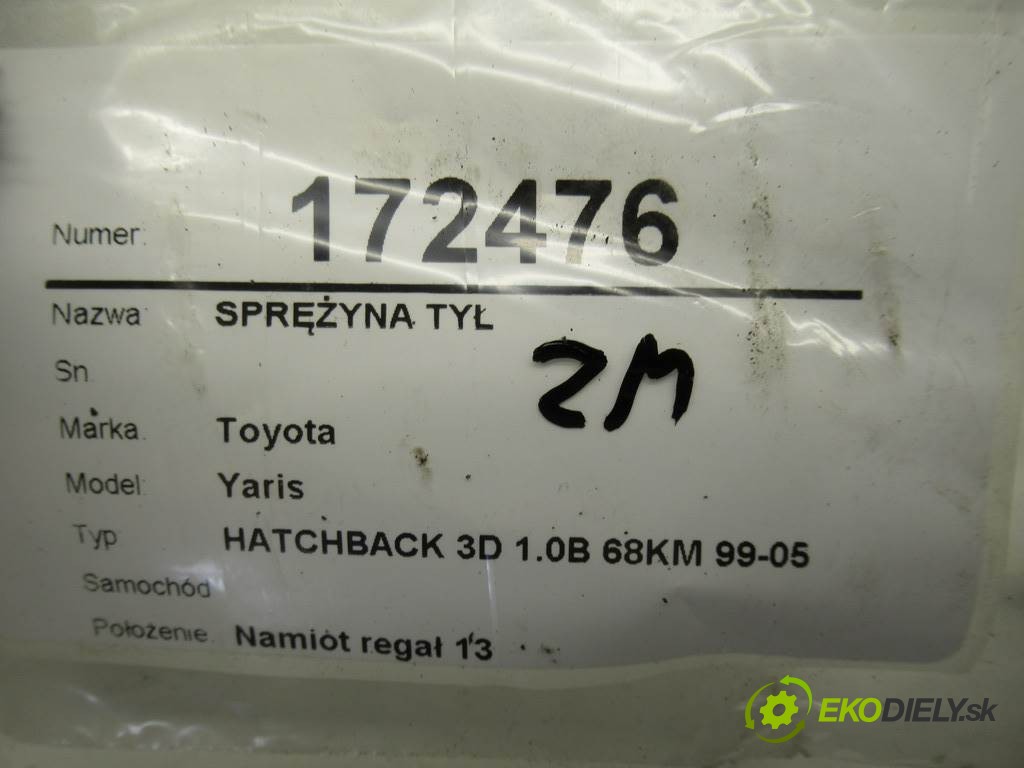 Numer: 172476
Nazwa: SPRĘŻYNA TYŁ
Sn.
2M
Marka: Toyota
Model: Yaris
Typ HATCHBACK 3D 1.0B 68KM 99-05
Samochód
Położenie: Namiot regał 13
EKODIELY.sk